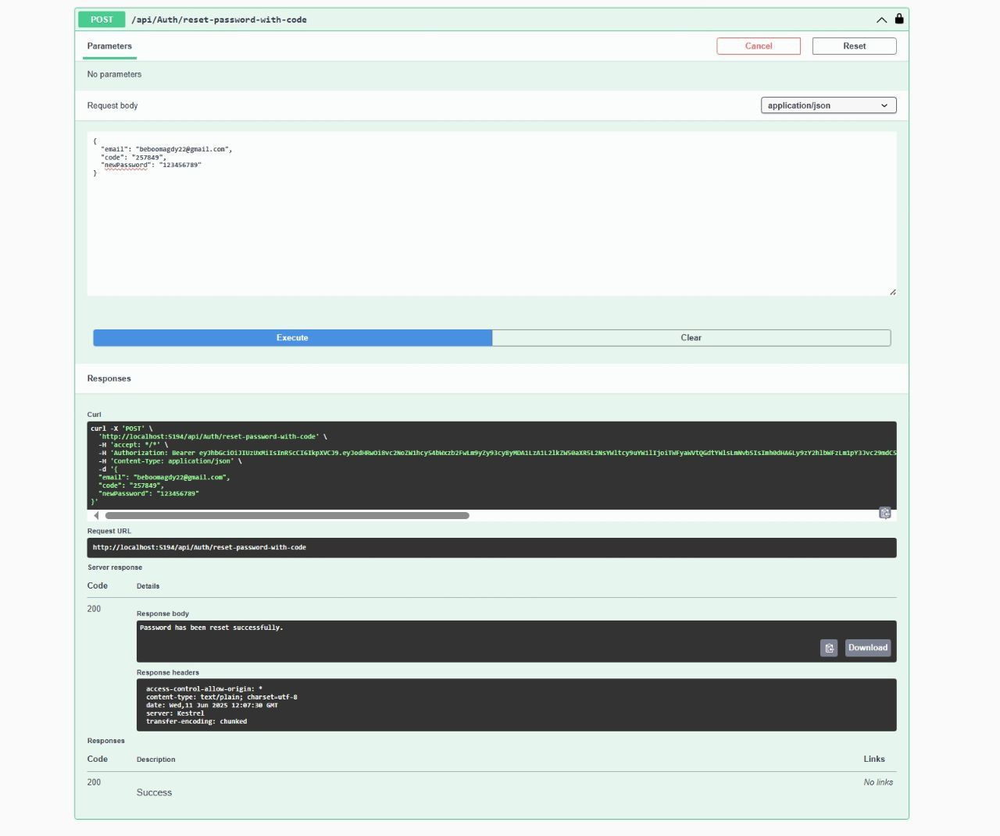 POST /api/Auth/reset-password-with-code
Parameters
Cancel
Reset
No parameters
Request body
application/json
{
"email": "beboomagdy22@gmail.com",
"code": "257849",
"newPassword": "123456789"
}
Execute
Clear
Responses
Curl
curl -X 'POST' \
'http://localhost:5194/api/Auth/reset-password-with-code' \
-H 'accept: */*' \
-H 'Authorization: Bearer
-H 'Content-Type: application/json' \
-d '{
"email": "beboomagdy22@gmail.com",
"code": "257849",
"newPassword": "123456789"
}'
Request URL
http://localhost:5194/api/Auth/reset-password-with-code
Server response
Code Details
200
Response body
Password has been reset successfully.
Download
Response headers
access-control-allow-origin: *
content-type: text/plain; charset=utf-8
date: Wed,11 Jun 2025 12:07:30 GMT
server: Kestrel
transfer-encoding: chunked
Responses
Code Description Links
200 No links
Success